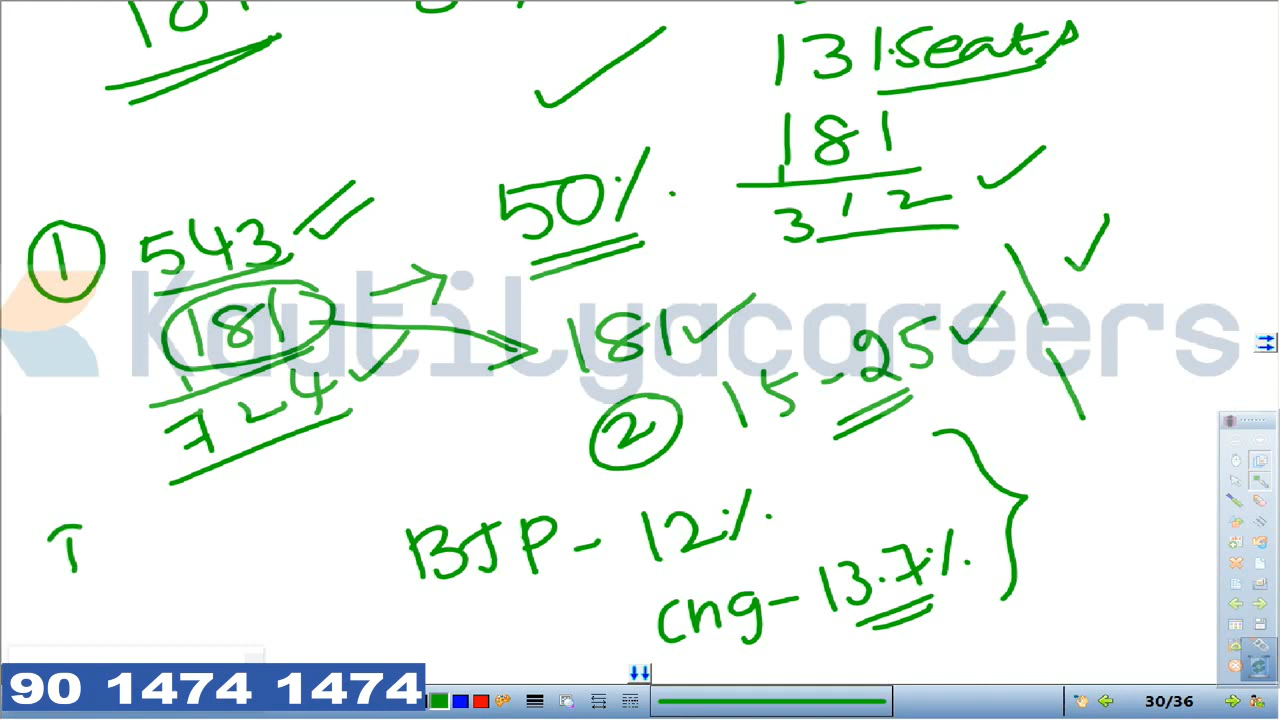 131. Seats
181
312
50%.
① 543
181
724
181
② 15-25
BJP - 12%.
cng - 13.7%.
Kautilyacareers
90 1474 1474
30/36